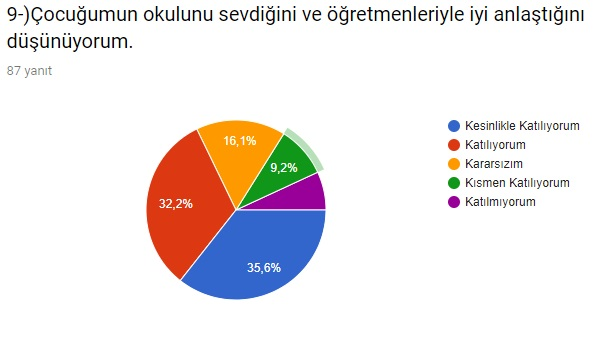 9-)Çocuğumun okulunu sevdiğini ve öğretmenleriyle iyi anlaştığını
düşünüyorum.
87 yanıt
Kesinlikle Katılıyorum
Katılıyorum
Kararsızım
Kısmen Katılıyorum
Katılmıyorum
16,1%
9,2%
32,2%
35,6%